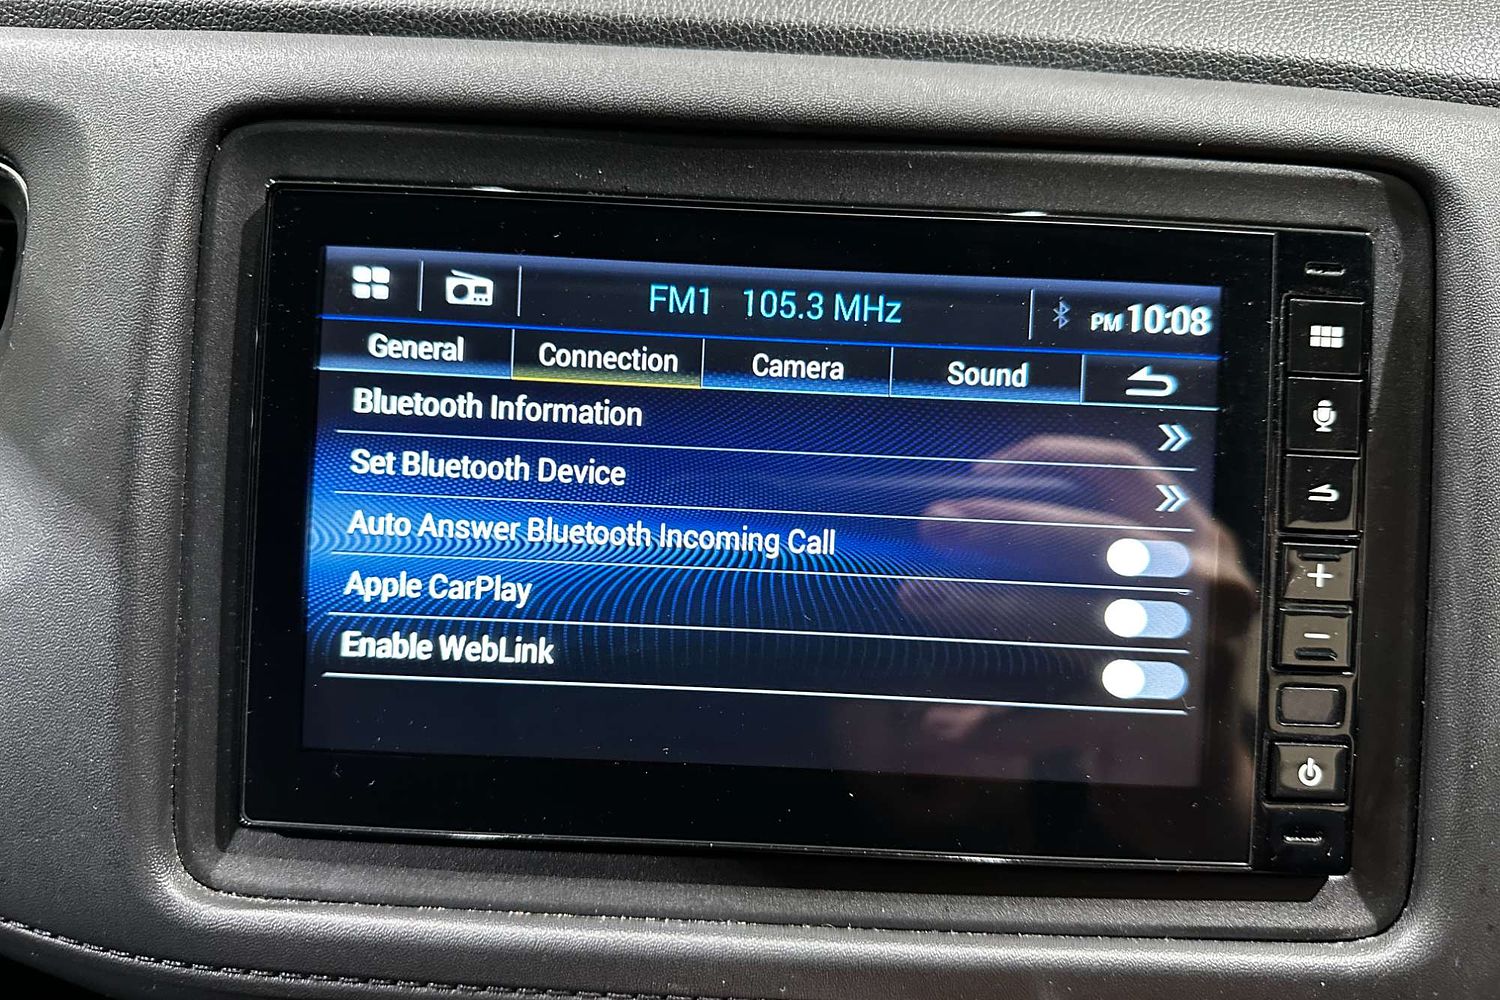 FM1 105.3 MHz PM 10:08
General Connection Camera Sound
Bluetooth Information
Set Bluetooth Device
Auto Answer Bluetooth Incoming Call
Apple CarPlay
Enable WebLink